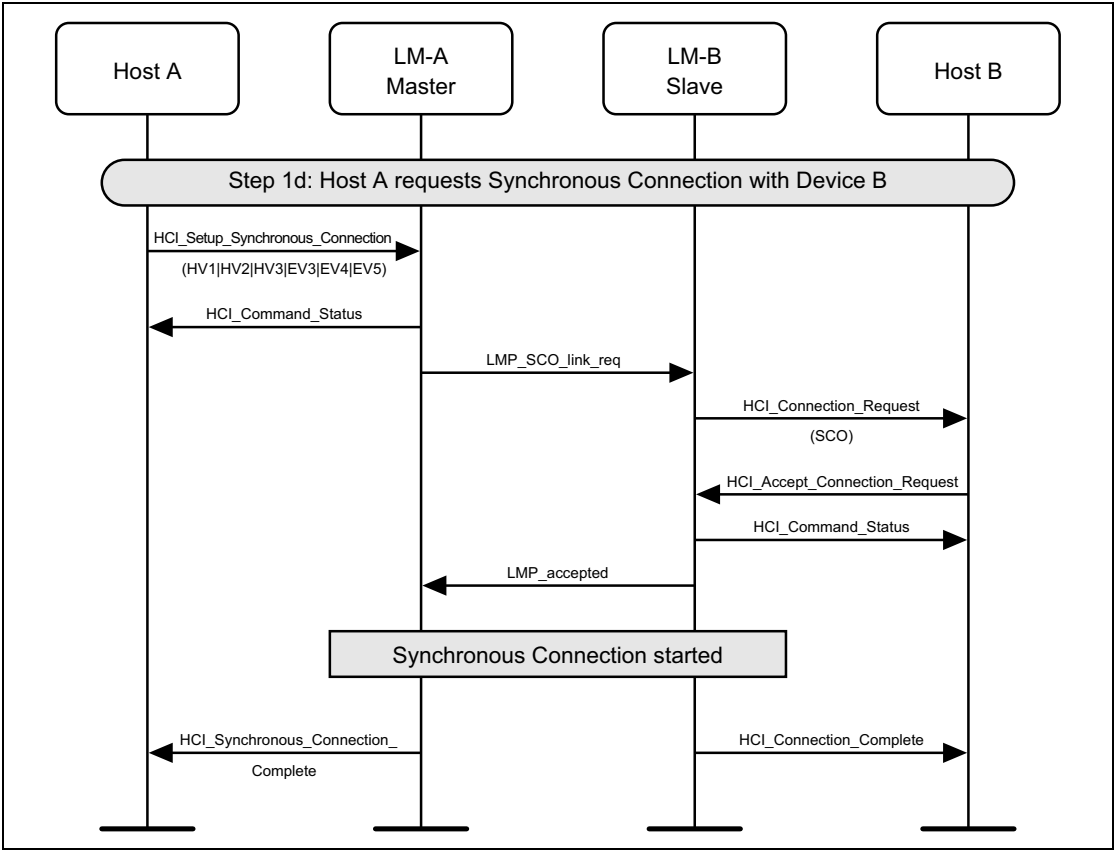 Host A
LM-A
Master
LM-B
Slave
Host B
Step 1d: Host A requests Synchronous Connection with Device B
HCI_Setup_Synchronous_Connection
(HV1|HV2|HV3|EV3|EV4|EV5)
HCI_Command_Status
LMP_SCO_link_req
HCI_Connection_Request
(SCO)
HCI_Accept_Connection_Request
HCI_Command_Status
LMP_accepted
Synchronous Connection started
HCI_Synchronous_Connection_
Complete
HCI_Connection_Complete